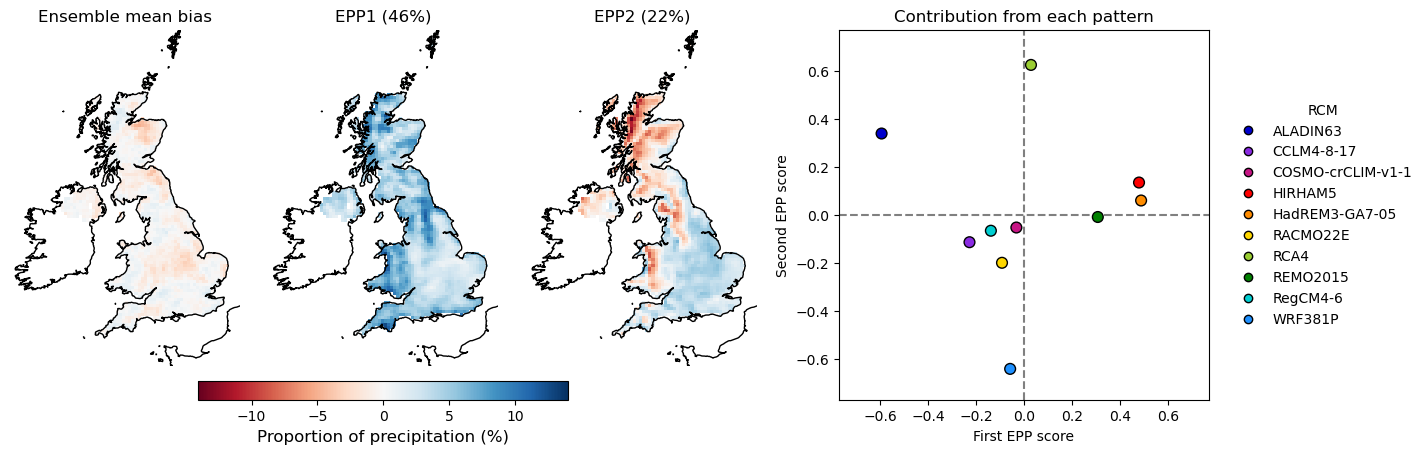 Ensemble mean bias
EPP1 (46%)
EPP2 (22%)
−10
−5
0
5
10
Proportion of precipitation (%)
Contribution from each pattern
Second EPP score
0.6
0.4
0.2
0.0
−0.2
−0.4
−0.6
−0.6
−0.4
−0.2
0.0
0.2
0.4
0.6
First EPP score
RCM
ALADIN63
CCLM4-8-17
COSMO-crCLIM-v1-1
HIRHAM5
HadREM3-GA7-05
RACMO22E
RCA4
REMO2015
RegCM4-6
WRF381P